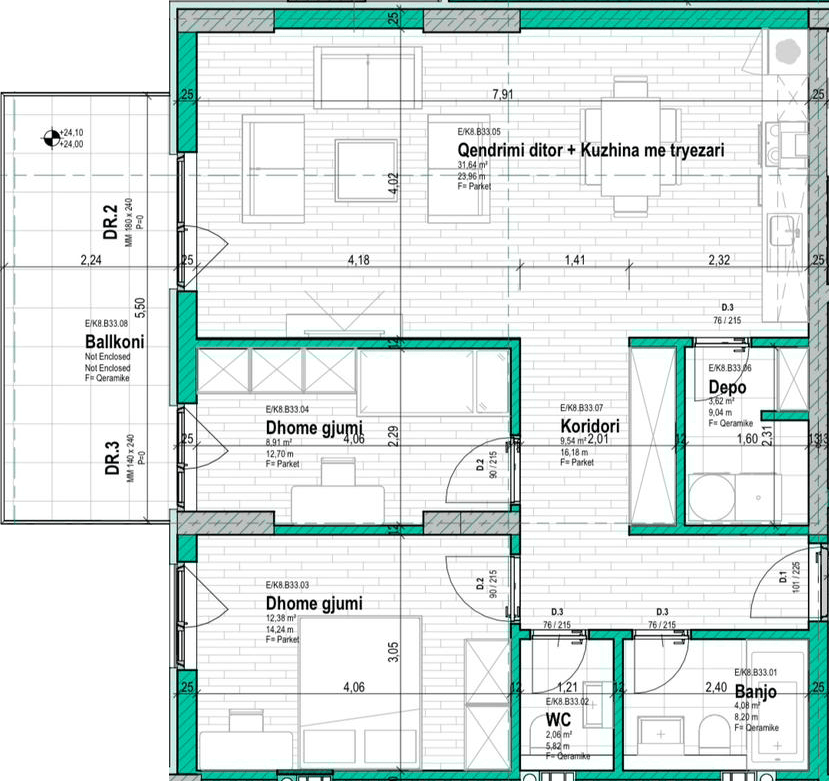 25
25
7,91
25
+24,10
+24,00
E/K8.B33.05
Qendrimi ditor + Kuzhina me tryezari
31,64 m²
23,96 m
F= Parket
4,02
DR.2
MM 180 x 240
P=0
2,24
25
4,18
1,41
2,32
25
5,50
D.3
76 / 215
E/K8.B33.08
Ballkoni
Not Enclosed
Not Enclosed
F= Qeramike
12
E/K8.B33.06
Depo
3,62 m²
9,04 m
F= Qeramike
E/K8.B33.04
Dhome gjumi
8,91 m²
12,70 m
F= Parket
E/K8.B33.07
Koridori
9,54 m²
16,18 m
F= Parket
25
4,06
2,29
2,01
12
1,60
2,31
13
DR.3
MM 140 x 240
P=0
D.2
90 / 215
12
E/K8.B33.03
Dhome gjumi
12,38 m²
14,24 m
F= Parket
D.2
90 / 215
D.1
101 / 225
D.3
76 / 215
D.3
76 / 215
3,05
25
4,06
12
1,21
12
2,40
25
E/K8.B33.01
Banjo
4,08 m²
8,20 m
F= Qeramike
E/K8.B33.02
WC
2,06 m²
5,82 m
F= Qeramike